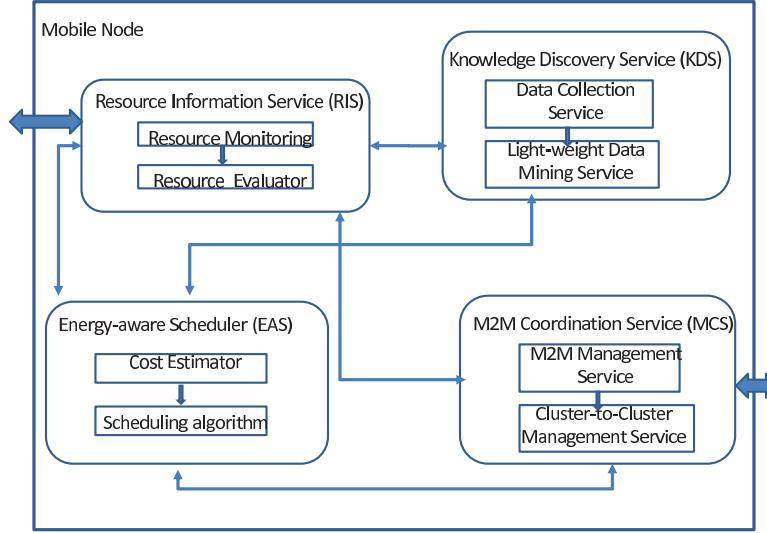 Mobile Node
Knowledge Discovery Service (KDS)
Data Collection
Service
Light-weight Data
Mining Service
Resource Information Service (RIS)
Resource Monitoring
Resource Evaluator
Energy-aware Scheduler (EAS)
Cost Estimator
Scheduling algorithm
M2M Coordination Service (MCS)
M2M Management
Service
Cluster-to-Cluster
Management Service